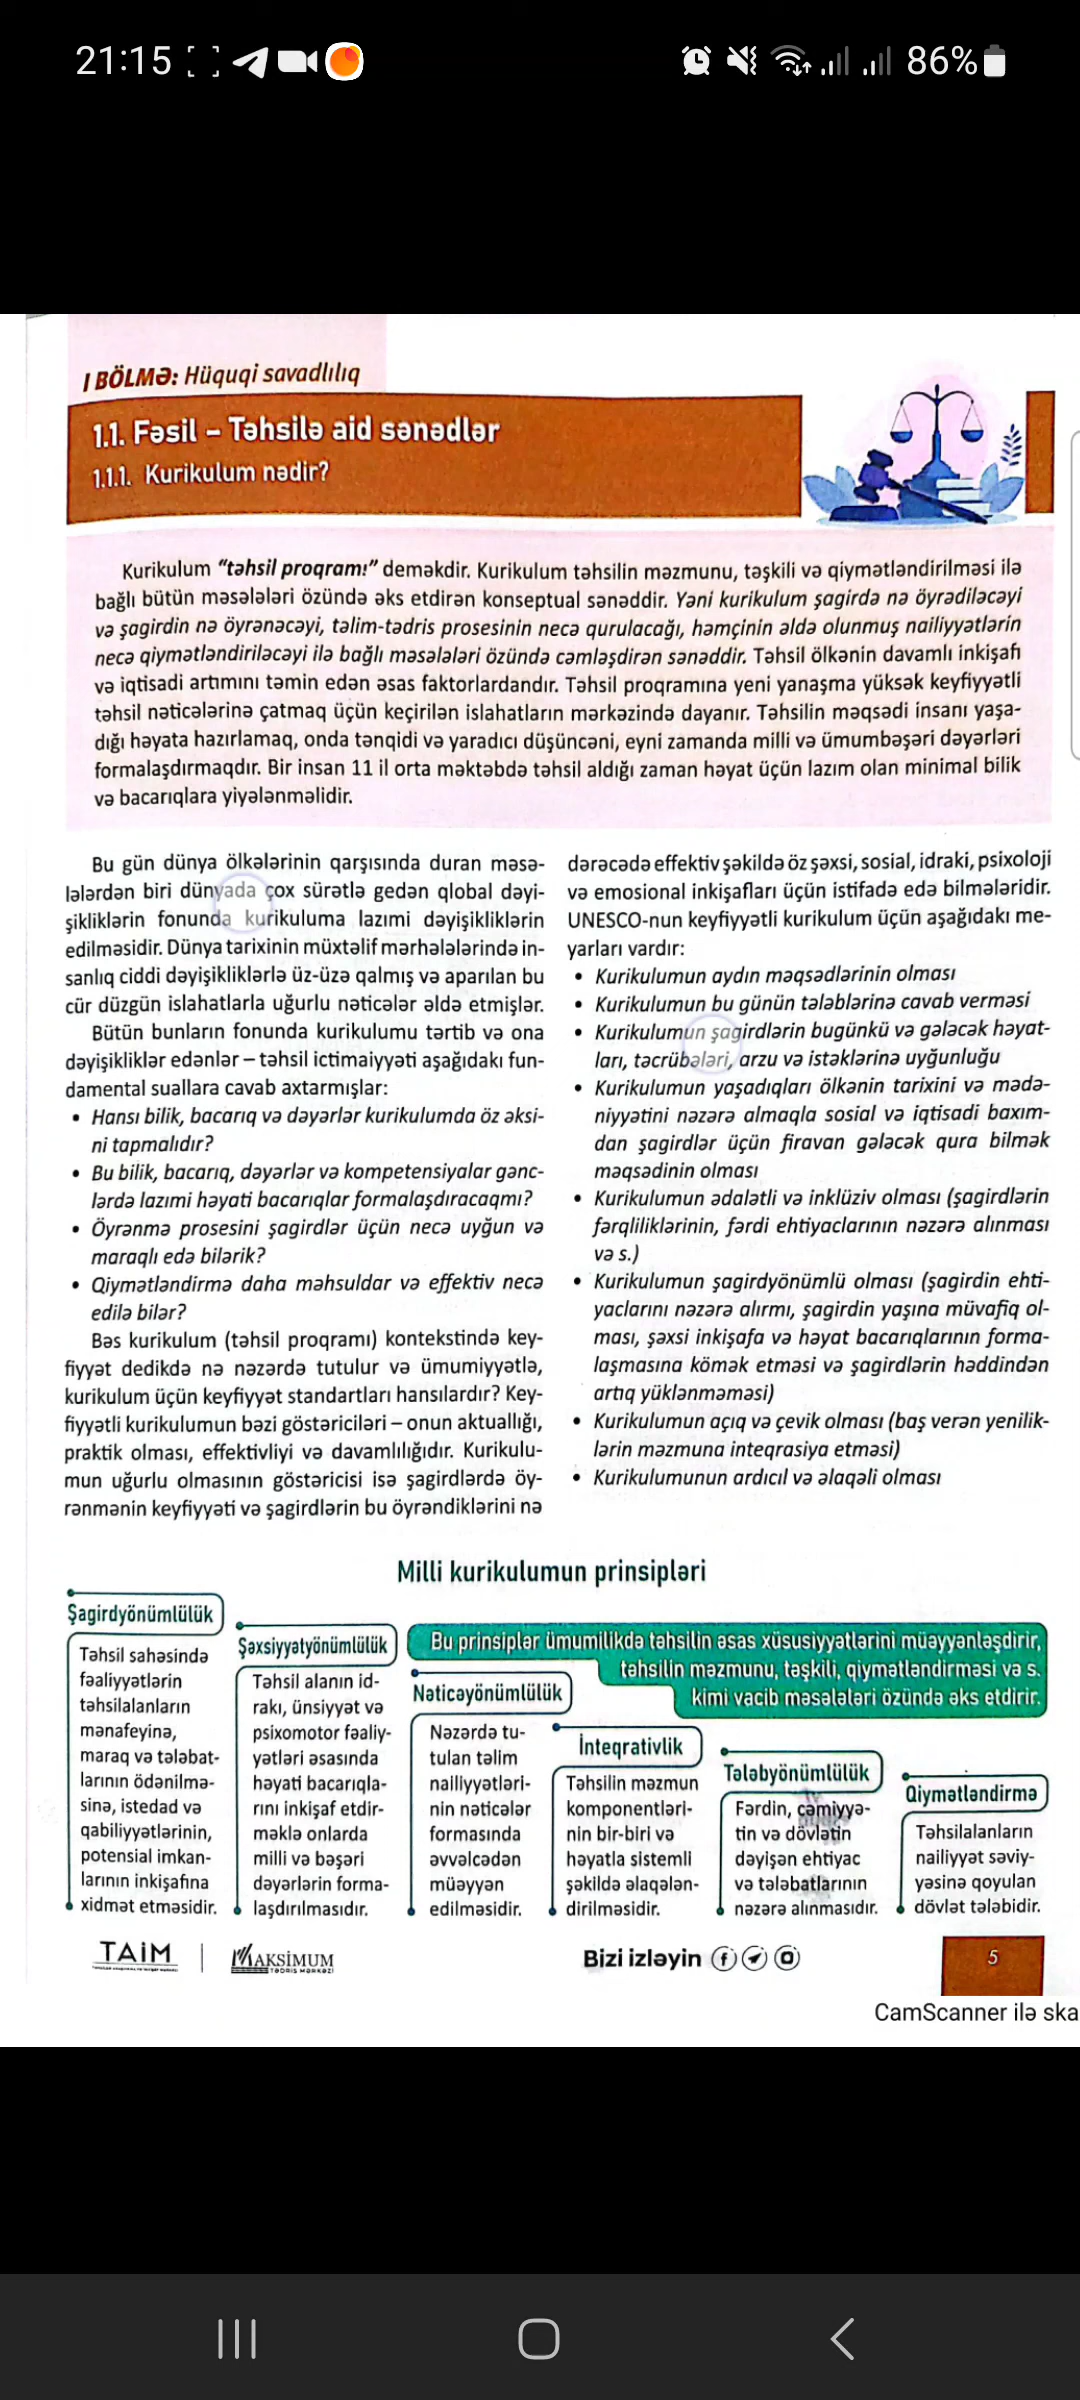 21:15
86%
I BÖLMƏ: Hüquqi savadlılıq
1.1. Fəsil – Təhsilə aid sənədlər
1.1.1. Kurikulum nədir?
Kurikulum "təhsil proqramı" deməkdir. Kurikulum təhsilin məzmunu, təşkili və qiymətləndirilməsi ilə
bağlı bütün məsələləri özündə əks etdirən konseptual sənəddir. Yəni kurikulum şagirdə nə öyrədiləcəyi
və şagirdin nə öyrənəcəyi, təlim-tədris prosesinin necə qurulacağı, həmçinin əldə olunmuş nailiyyətlərin
necə qiymətləndiriləcəyi ilə bağlı məsələləri özündə cəmləşdirən sənəddir. Təhsil ölkənin davamlı inkişafı
və iqtisadi artımını təmin edən əsas faktorlardandır. Təhsil proqramına yeni yanaşma yüksək keyfiyyətli
təhsil nəticələrinə çatmaq üçün keçirilən islahatların mərkəzində dayanır. Təhsilin məqsədi insanı yaşa-
dığı həyata hazırlamaq, onda tənqidi və yaradıcı düşüncəni, eyni zamanda milli və ümumbəşəri dəyərləri
formalaşdırmaqdır. Bir insan 11 il orta məktəbdə təhsil aldığı zaman həyat üçün lazım olan minimal bilik
və bacarıqlara yiyələnməlidir.
Bu gün dünya ölkələrinin qarşısında duran məsə-
lələrdən biri dünyada çox sürətlə gedən qlobal dəyi-
şikliklərin fonunda kurikuluma lazımi dəyişikliklərin
edilməsidir. Dünya tarixinin müxtəlif mərhələlərində in-
sanlıq ciddi dəyişikliklərlə üz-üzə qalmış və aparılan bu
cür düzgün islahatlarla uğurlu nəticələr əldə etmişlər.
Bütün bunların fonunda kurikulumu tərtib və ona
dəyişikliklər edənlər – təhsil ictimaiyyəti aşağıdakı fun-
damental suallara cavab axtarmışlar:
• Hansı bilik, bacarıq və dəyərlər kurikulumda öz əksi-
ni tapmalıdır?
• Bu bilik, bacarıq, dəyərlər və kompetensiyalar gənc-
lərdə lazımi həyati bacarıqlar formalaşdıracaqmı?
• Öyrənmə prosesini şagirdlər üçün necə uyğun və
maraqlı edə bilərik?
• Qiymətləndirmə daha məhsuldar və effektiv necə
edilə bilər?
Bəs kurikulum (təhsil proqramı) kontekstində key-
fiyyət dedikdə nə nəzərdə tutulur və ümumiyyətlə,
kurikulum üçün keyfiyyət standartları hansılardır? Key-
fiyyətli kurikulumun bəzi göstəriciləri – onun aktuallığı,
praktik olması, effektivliyi və davamlılığıdır. Kurikulu-
mun uğurlu olmasının göstəricisi isə şagirdlərdə öy-
rənmənin keyfiyyəti və şagirdlərin bu öyrəndiklərini nə
dərəcədə effektiv şəkildə öz şəxsi, sosial, idraki, psixoloji
və emosional inkişafları üçün istifadə edə bilmələridir.
UNESCO-nun keyfiyyətli kurikulum üçün aşağıdakı me-
yarları vardır:
• Kurikulumun aydın məqsədlərinin olması
• Kurikulumun bu günün tələblərinə cavab verməsi
• Kurikulumun şagirdlərin bugünkü və gələcək həyat-
ları, təcrübələri, arzu və istəklərinə uyğunluğu
• Kurikulumun yaşadıqları ölkənin tarixini və mədə-
niyyətini nəzərə almaqla sosial və iqtisadi baxım-
dan şagirdlər üçün firavan gələcək qura bilmək
məqsədinin olması
• Kurikulumun ədalətli və inklüziv olması (şagirdlərin
fərqliliklərinin, fərdi ehtiyaclarının nəzərə alınması
və s.)
• Kurikulumun şagirdyönümlü olması (şagirdin ehti-
yaclarını nəzərə alırmı, şagirdin yaşına müvafiq ol-
ması, şəxsi inkişafa və həyat bacarıqlarının forma-
laşmasına kömək etməsi və şagirdlərin həddindən
artıq yüklənməməsi)
• Kurikulumun açıq və çevik olması (baş verən yenilik-
lərin məzmuna inteqrasiya etməsi)
• Kurikulumunun ardıcıl və əlaqəli olması
Milli kurikulumun prinsipləri
Bu prinsiplər ümumilikdə təhsilin əsas xüsusiyyətlərini müəyyənləşdirir,
təhsilin məzmunu, təşkili, qiymətləndirməsi və s.
kimi vacib məsələləri özündə əks etdirir.
Şagirdyönümlülük
Təhsil sahəsində
fəaliyyətlərin
təhsilalanların
mənafeyinə,
maraq və tələbat-
larının ödənilmə-
sinə, istedad və
qabiliyyətlərinin,
potensial imkan-
larının inkişafına
xidmət etməsidir.
Şəxsiyyətyönümlülük
Təhsil alanın id-
rakı, ünsiyyət və
psixomotor fəaliy-
yətləri əsasında
həyati bacarıqla-
rını inkişaf etdir-
məklə onlarda
milli və bəşəri
dəyərlərin forma-
laşdırılmasıdır.
Nəticəyönümlülük
Nəzərdə tu-
tulan təlim
nailiyyətləri-
nin nəticələr
formasında
əvvəlcədən
müəyyən
edilməsidir.
İnteqrativlik
Təhsilin məzmun
komponentləri-
nin bir-biri və
həyatla sistemli
şəkildə əlaqələn-
dirilməsidir.
Tələbyönümlülük
Fərdin, cəmiyyə-
tin və dövlətin
dəyişən ehtiyac
və tələbatlarının
nəzərə alınmasıdır.
Qiymətləndirmə
Təhsilalanların
nailiyyət səviy-
yəsinə qoyulan
dövlət tələbidir.
TAİM
MAKSİMUM
TƏDRİS MƏRKƏZİ
Bizi izləyin
5
CamScanner ilə ska